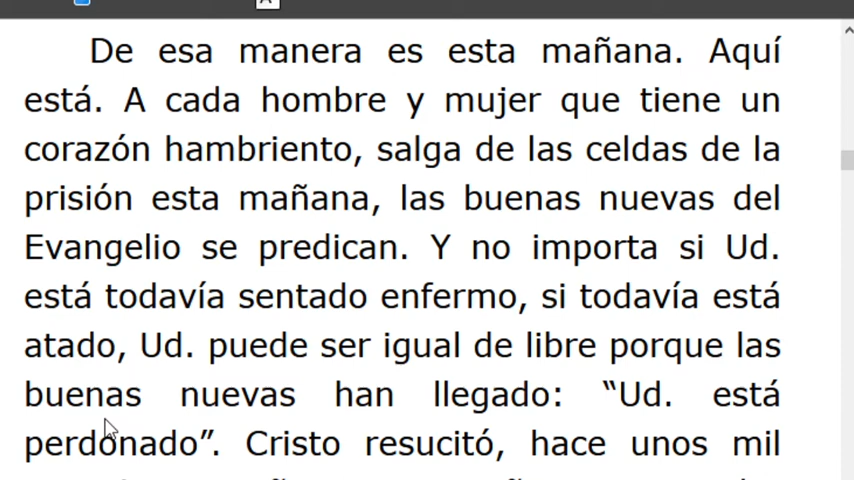 De esa manera es esta mañana. Aquí
está. A cada hombre y mujer que tiene un
corazón hambriento, salga de las celdas de la
prisión esta mañana, las buenas nuevas del
Evangelio se predican. Y no importa si Ud.
está todavía sentado enfermo, si todavía está
atado, Ud. puede ser igual de libre porque las
buenas nuevas han llegado: “Ud. está
perdonado”. Cristo resucitó, hace unos mil